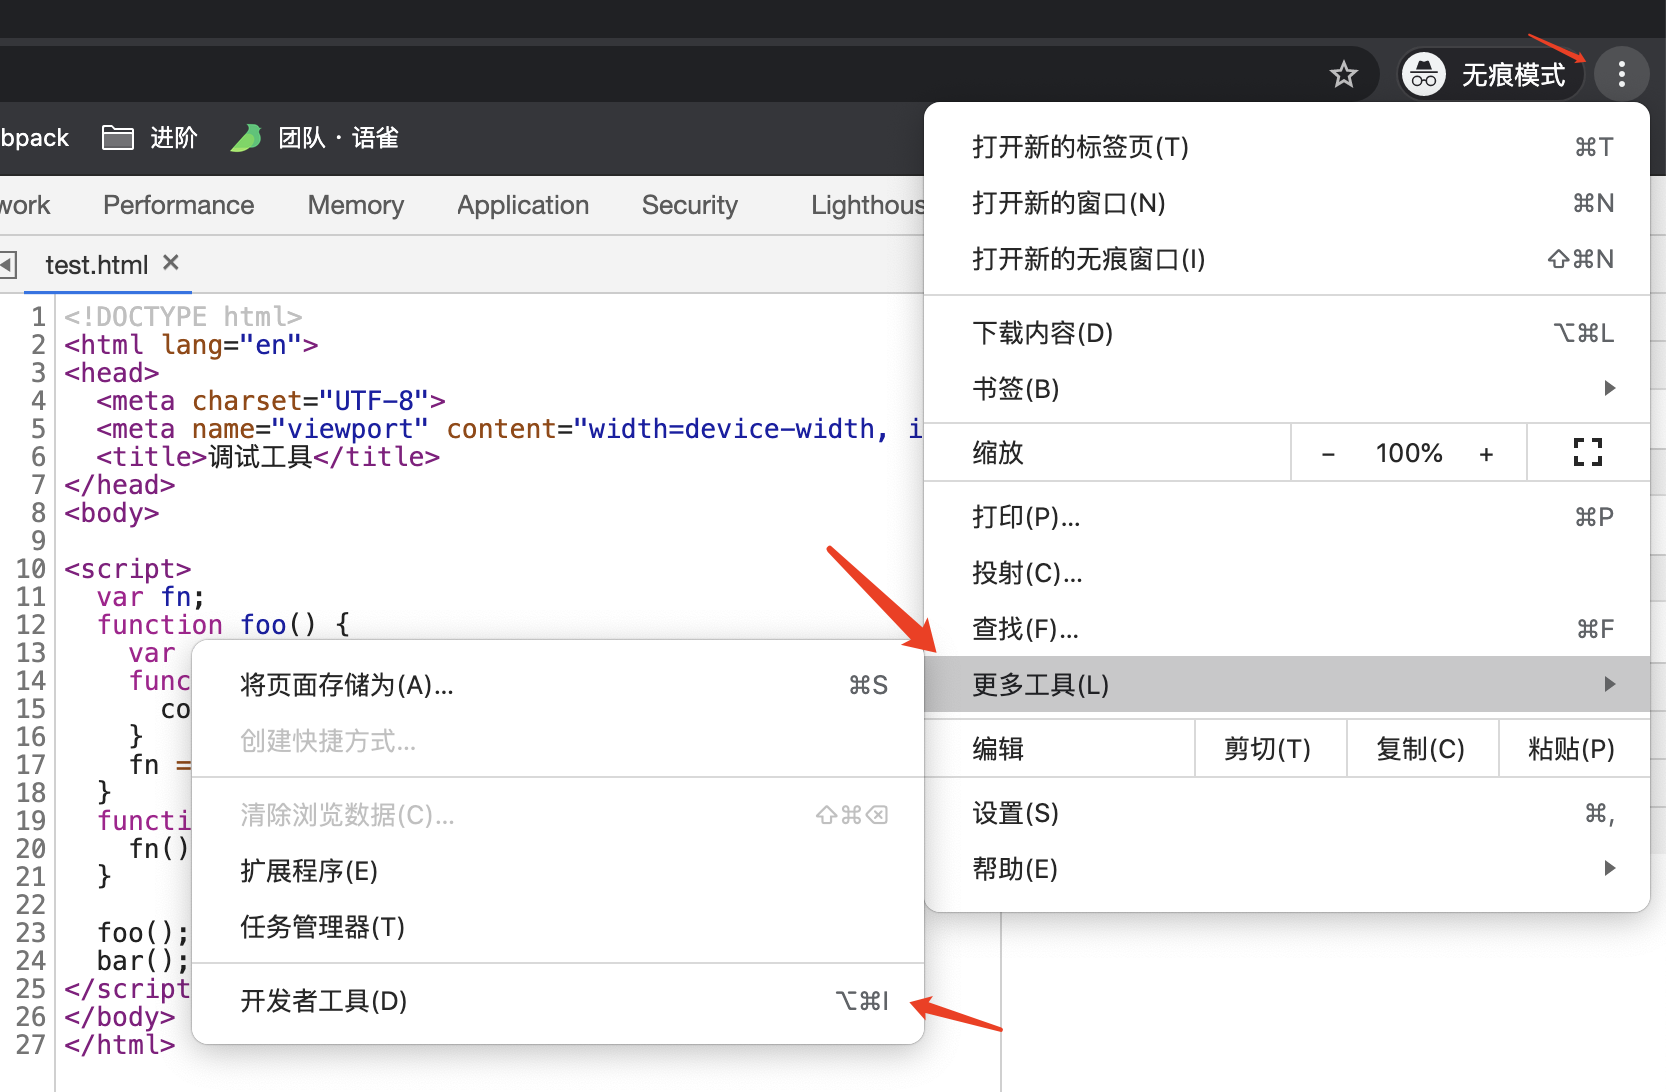 无痕模式
bpack 进阶 团队 · 语雀
work Performance Memory Application Security Lighthous
test.html ✕
1 <!DOCTYPE html>
2 <html lang="en">
3 <head>
4 <meta charset="UTF-8">
5 <meta name="viewport" content="width=device-width, i
6 <title>调试工具</title>
7 </head>
8 <body>
9
10 <script>
11 var fn;
12 function foo() {
13 var
14 func
15 co
16 }
17 fn =
18 }
19 functi
20 fn()
21 }
22
23 foo();
24 bar();
25 </script
26 </body>
27 </html>
打开新的标签页(T) ⌘T
打开新的窗口(N) ⌘N
打开新的无痕窗口(I) ⇧⌘N
下载内容(D) ⌥⌘L
书签(B)
缩放 − 100% +
打印(P)... ⌘P
投射(C)...
查找(F)... ⌘F
更多工具(L)
编辑 剪切(T) 复制(C) 粘贴(P)
设置(S) ⌘,
帮助(E)
将页面存储为(A)... ⌘S
创建快捷方式...
清除浏览数据(C)... ⇧⌘⌫
扩展程序(E)
任务管理器(T)
开发者工具(D) ⌥⌘I